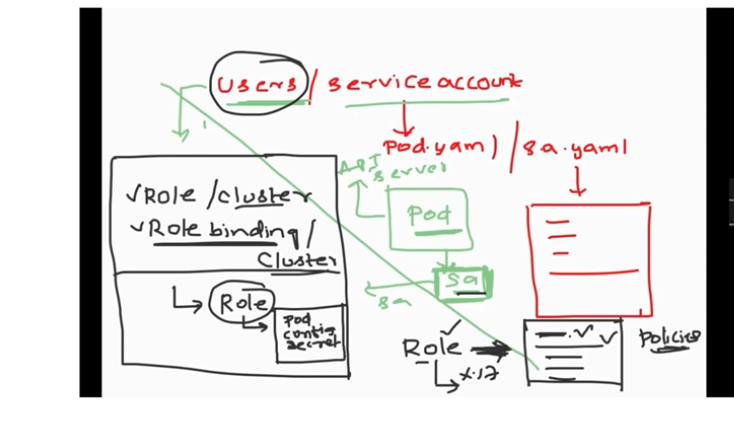 Users / service account
Pod.yaml / sa.yaml
API
server
✓Role / cluster
✓Role binding /
Cluster
Pod
sa
sa
Role
Pod
config
secret
Role
Policies